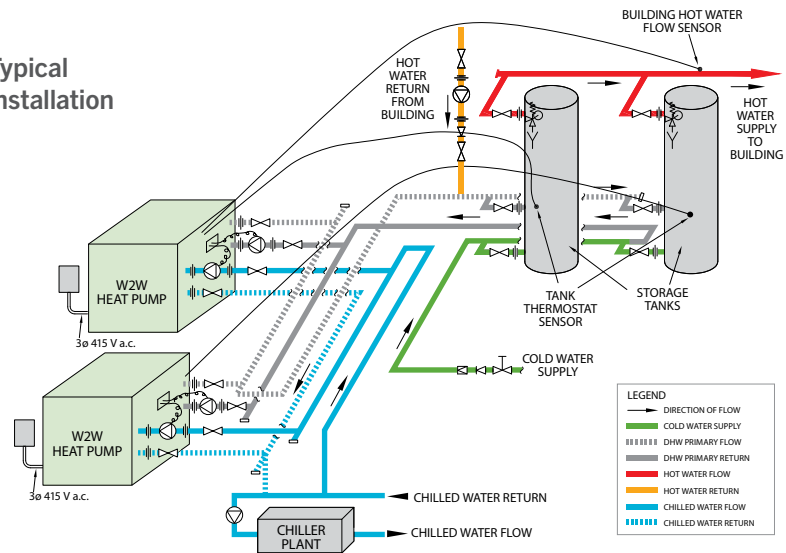 Typical
nstallation
BUILDING HOT WATER
FLOW SENSOR
HOT
WATER
RETURN
FROM
BUILDING
HOT
WATER
SUPPLY
TO
BUILDING
W2W
HEAT PUMP
3ø 415 V a.c.
TANK
THERMOSTAT
SENSOR
STORAGE
TANKS
COLD WATER
SUPPLY
W2W
HEAT PUMP
3ø 415 V a.c.
CHILLED WATER RETURN
CHILLER
PLANT
CHILLED WATER FLOW
LEGEND
DIRECTION OF FLOW
COLD WATER SUPPLY
DHW PRIMARY FLOW
DHW PRIMARY RETURN
HOT WATER FLOW
HOT WATER RETURN
CHILLED WATER FLOW
CHILLED WATER RETURN